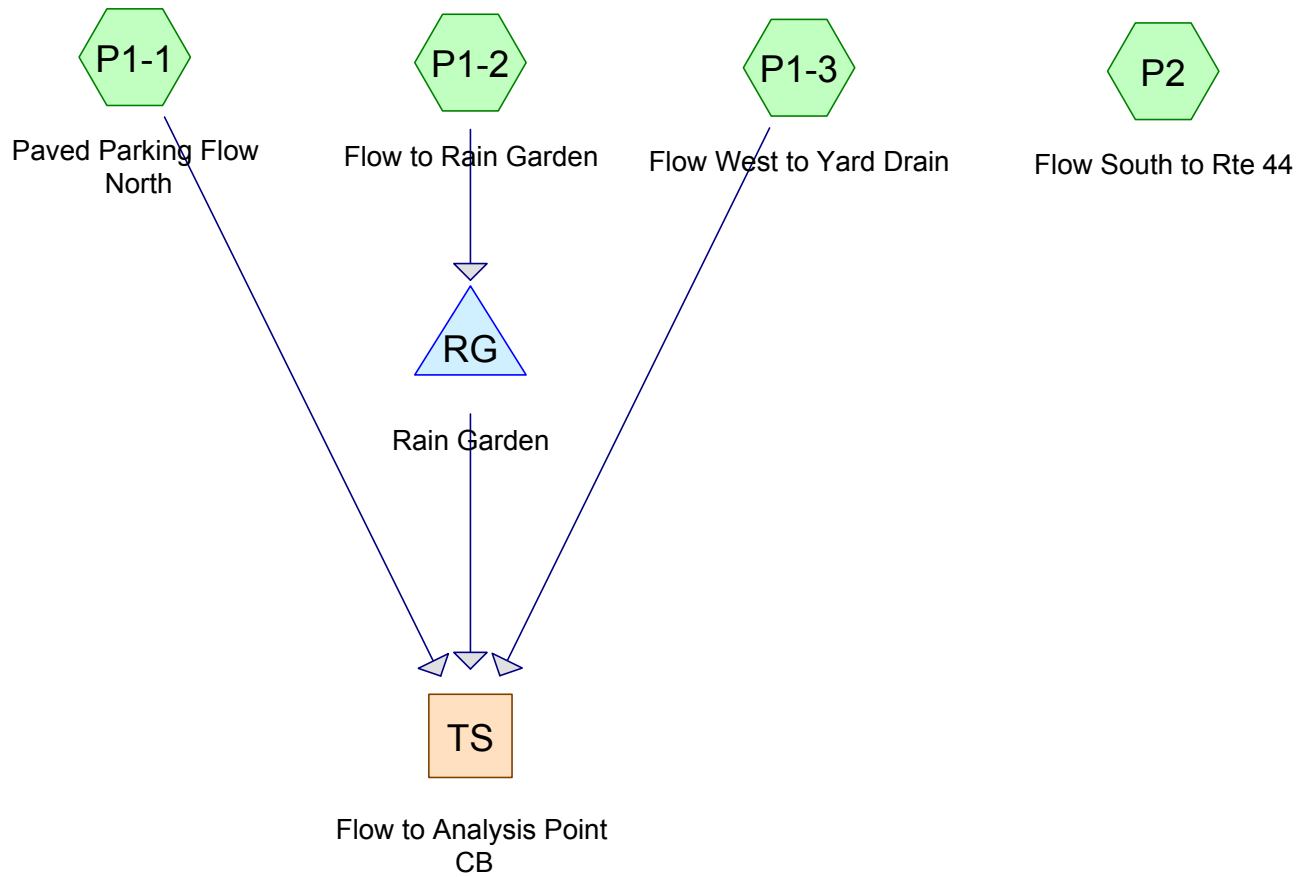 P1-1
P1-2
P1-3
P2
Paved Parking Flow
North
Flow to Rain Garden
Flow West to Yard Drain
Flow South to Rte 44
RG
Rain Garden
TS
Flow to Analysis Point
CB